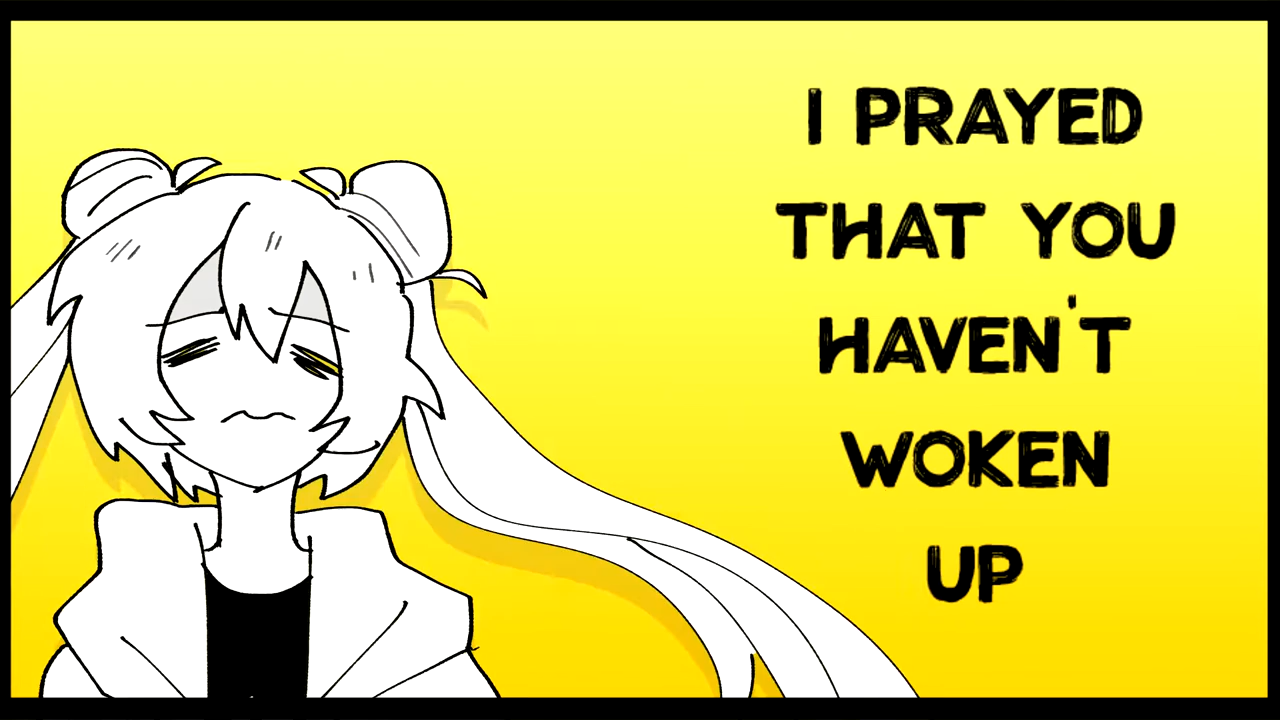 I PRAYED
THAT YOU
HAVEN'T
WOKEN
UP